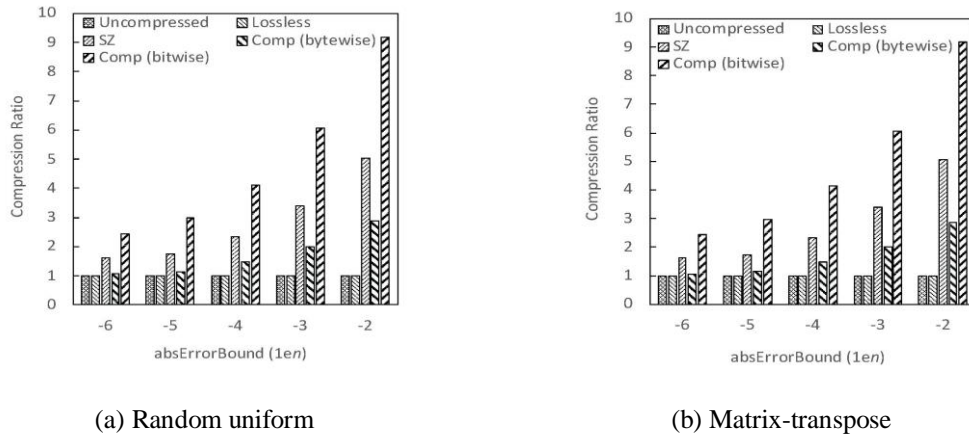 10
9
8
7
6
5
4
3
2
1
0
Compression Ratio
Uncompressed
Lossless
SZ
Comp (bytewise)
Comp (bitwise)
-6
-5
-4
-3
-2
absErrorBound (1en)
(a) Random uniform
10
9
8
7
6
5
4
3
2
1
0
Compression Ratio
Uncompressed
Lossless
SZ
Comp (bytewise)
Comp (bitwise)
-6
-5
-4
-3
-2
absErrorBound (1en)
(b) Matrix-transpose